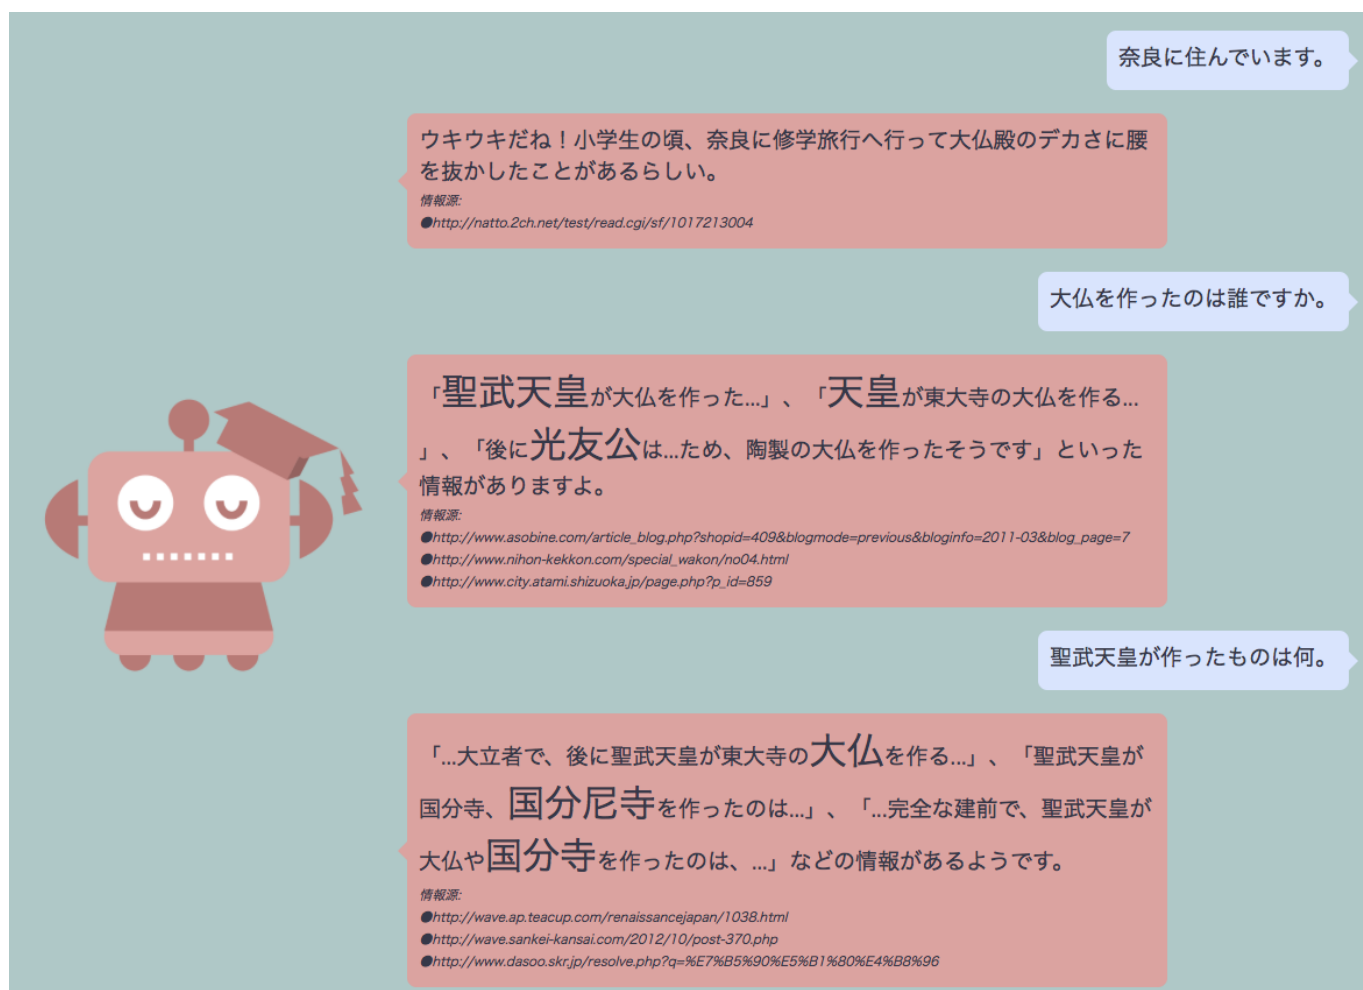 奈良に住んでいます。
ウキウキだね！小学生の頃、奈良に修学旅行へ行って大仏殿のデカさに腰
を抜かしたことがあるらしい。
情報源:
●http://natto.2ch.net/test/read.cgi/sf/1017213004
大仏を作ったのは誰ですか。
「聖武天皇が大仏を作った...」、「天皇が東大寺の大仏を作る...
」、「後に光友公は...ため、陶製の大仏を作ったそうです」といった
情報がありますよ。
情報源:
●http://www.asobine.com/article_blog.php?shopid=409&blogmode=previous&bloginfo=2011-03&blog_page=7
●http://www.nihon-kekkon.com/special_wakon/no04.html
●http://www.city.atami.shizuoka.jp/page.php?p_id=859
聖武天皇が作ったものは何。
「...大立者で、後に聖武天皇が東大寺の大仏を作る...」、「聖武天皇が
国分寺、国分尼寺を作ったのは...」、「...完全な建前で、聖武天皇が
大仏や国分寺を作ったのは、...」などの情報があるようです。
情報源:
●http://wave.ap.teacup.com/renaissancejapan/1038.html
●http://wave.sankei-kansai.com/2012/10/post-370.php
●http://www.dasoo.skr.jp/resolve.php?q=%E7%B5%90%E5%B1%80%E4%B8%96